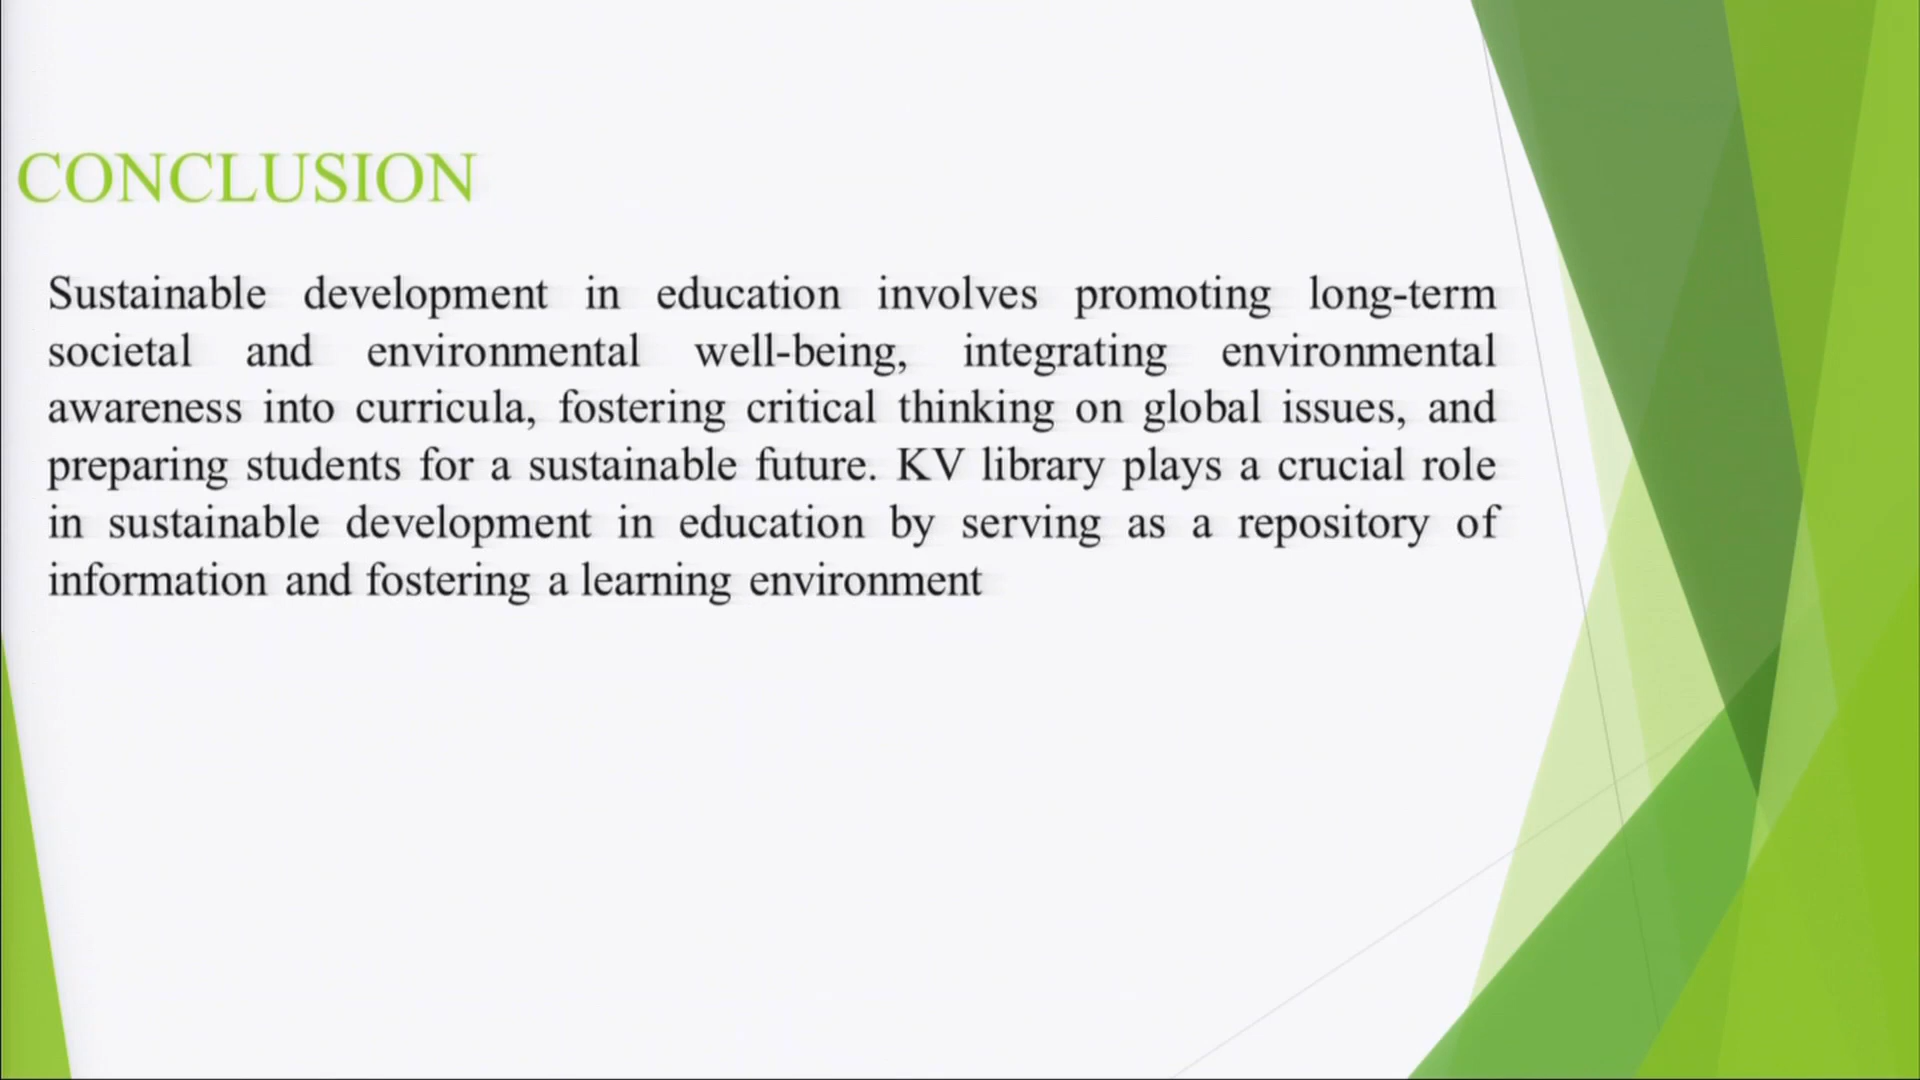 CONCLUSION
Sustainable development in education involves promoting long-term
societal and environmental well-being, integrating environmental
awareness into curricula, fostering critical thinking on global issues, and
preparing students for a sustainable future. KV library plays a crucial role
in sustainable development in education by serving as a repository of
information and fostering a learning environment